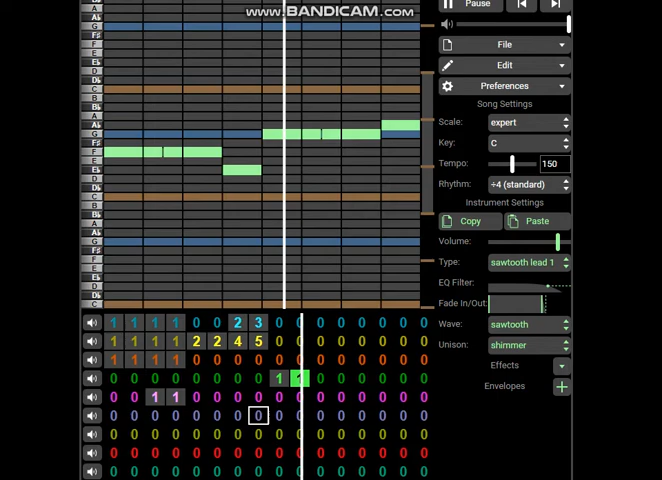 www.BANDICAM.com
Pause
File
Edit
Preferences
Song Settings
Scale: expert
Key: C
Tempo: 150
Rhythm: ÷4 (standard)
Instrument Settings
Copy Paste
Volume:
Type: sawtooth lead 1
EQ Filter:
Fade In/Out:
Wave: sawtooth
Unison: shimmer
Effects
Envelopes +
G
F♯
F
E
E♭
D
D♭
C
B
B♭
A
A♭
G
F♯
F
E
E♭
D
D♭
C
B
B♭
A
A♭
G
F♯
F
E
E♭
D
D♭
C
1 1 1 1 0 0 2 3 0 0 0 0 0 0 0 0
1 1 1 1 2 2 4 5 0 0 0 0 0 0 0 0
1 1 1 1 0 0 0 0 0 0 0 0 0 0 0 0
0 0 0 0 0 0 0 0 1 1 0 0 0 0 0 0
0 0 1 1 0 0 0 0 0 0 0 0 0 0 0 0
0 0 0 0 0 0 0 0 0 0 0 0 0 0 0 0
0 0 0 0 0 0 0 0 0 0 0 0 0 0 0 0
0 0 0 0 0 0 0 0 0 0 0 0 0 0 0 0
0 0 0 0 0 0 0 0 0 0 0 0 0 0 0 0